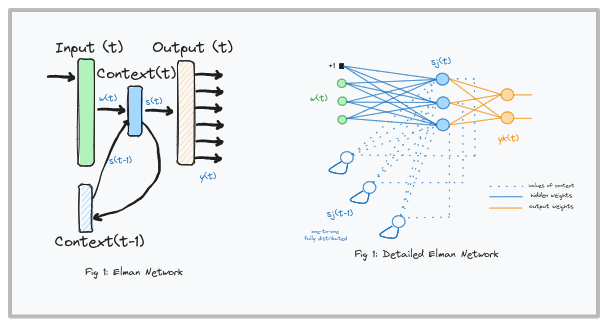 Input (t)
Output (t)
Context(t)
w(t)
s(t)
s(t-1)
y(t)
Context(t-1)
Fig 1: Elman Network
+1
w(t)
sj(t)
yk(t)
sj(t-1)
one-to-one
fully distributed
values of context
hidden weights
output weights
Fig 1: Detailed Elman Network